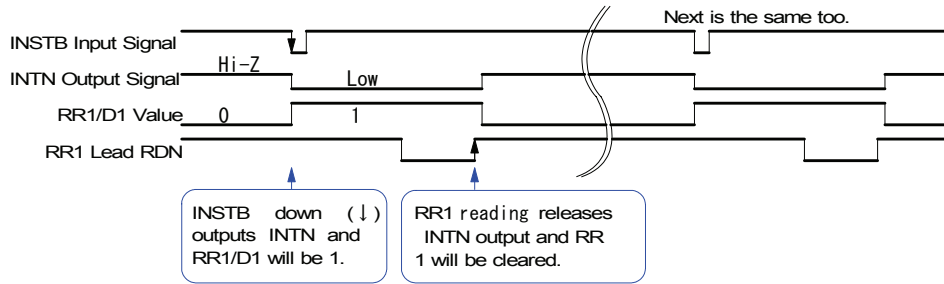 Next is the same too.
INSTB Input Signal
Hi-Z
INTN Output Signal
Low
RR1/D1 Value
0
1
RR1 Lead RDN
INSTB down (↓)
outputs INTN and
RR1/D1 will be 1.
RR1 reading releases
INTN output and RR
1 will be cleared.